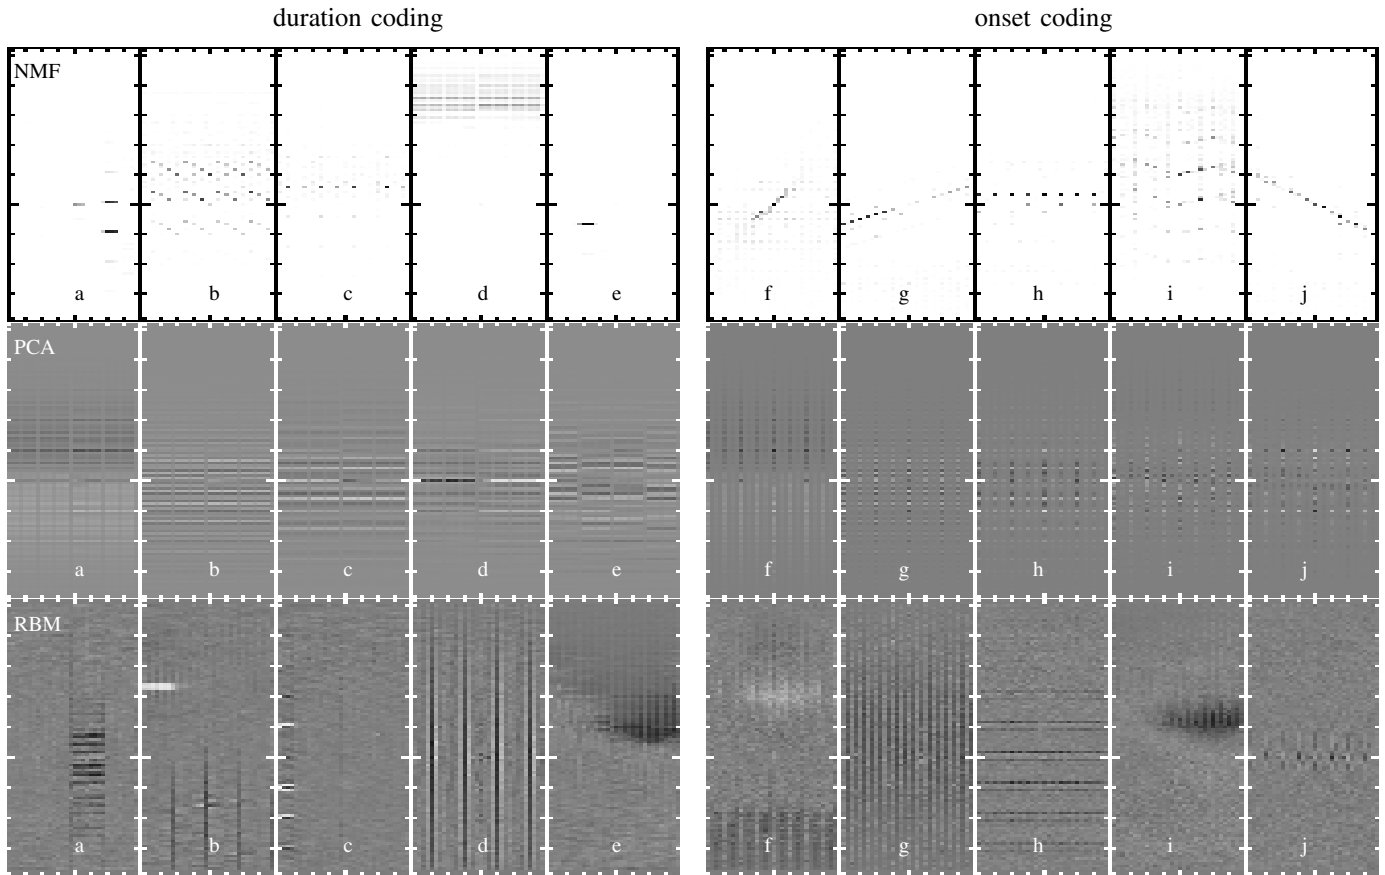 duration coding onset coding
NMF
a b c d e f g h i j
PCA
a b c d e f g h i j
RBM
a b c d e f g h i j